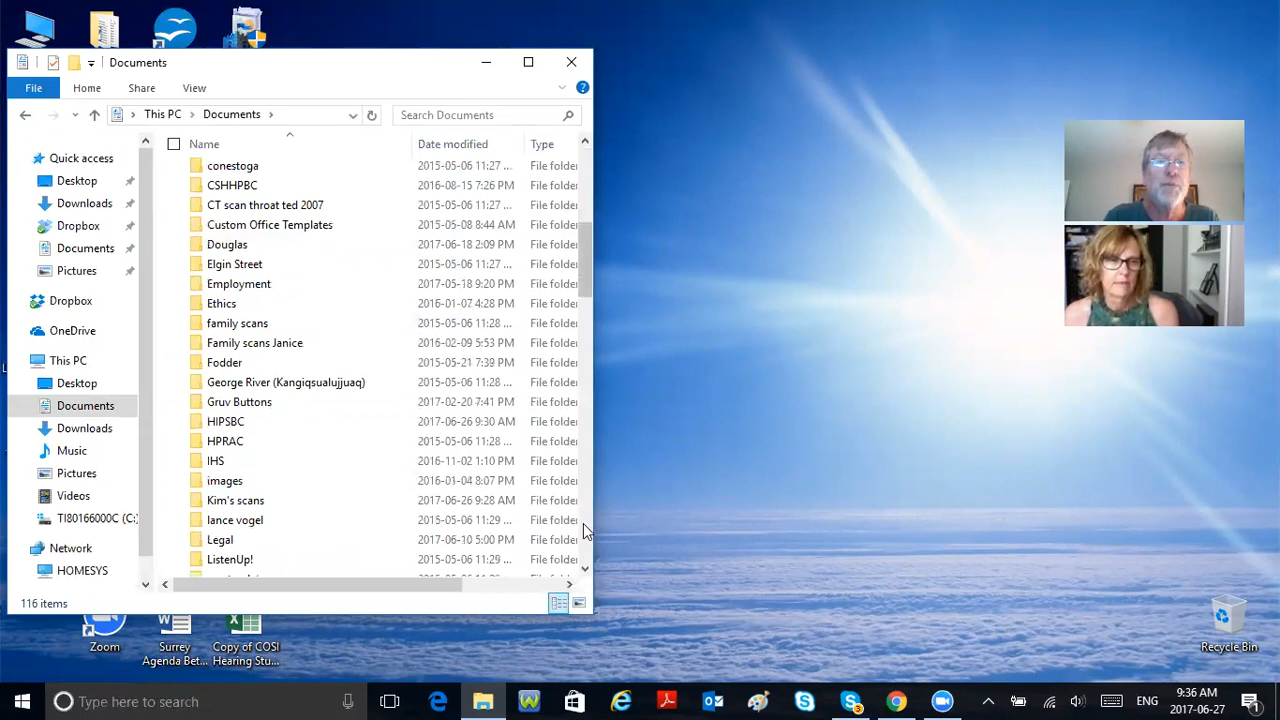 Documents
File Home Share View
This PC Documents
Search Documents
Name Date modified Type
Quick access
Desktop
Downloads
Dropbox
Documents
Pictures
Dropbox
OneDrive
This PC
Desktop
Documents
Downloads
Music
Pictures
Videos
TI80166000C (C:
Network
HOMESYS
conestoga 2015-05-06 11:27 ... File folder
CSHHPBC 2016-08-15 7:26 PM File folder
CT scan throat ted 2007 2015-05-06 11:27 ... File folder
Custom Office Templates 2015-05-08 8:44 AM File folder
Douglas 2017-06-18 2:09 PM File folder
Elgin Street 2015-05-06 11:27 ... File folder
Employment 2017-05-18 9:20 PM File folder
Ethics 2016-01-07 4:28 PM File folder
family scans 2015-05-06 11:28 ... File folder
Family scans Janice 2016-02-09 5:53 PM File folder
Fodder 2015-05-21 7:39 PM File folder
George River (Kangiqsualujjuaq) 2015-05-06 11:28 ... File folder
Gruv Buttons 2017-02-20 7:41 PM File folder
HIPSBC 2017-06-26 9:30 AM File folder
HPRAC 2015-05-06 11:28 ... File folder
IHS 2016-11-02 1:10 PM File folder
images 2016-01-04 8:07 PM File folder
Kim's scans 2017-06-26 9:28 AM File folder
lance vogel 2015-05-06 11:29 ... File folder
Legal 2017-06-10 5:00 PM File folder
ListenUp! 2015-05-06 11:29 ... File folder
116 items
Zoom
Surrey
Agenda Bet...
Copy of COSI
Hearing Stu...
Recycle Bin
Type here to search
ENG
9:36 AM
2017-06-27